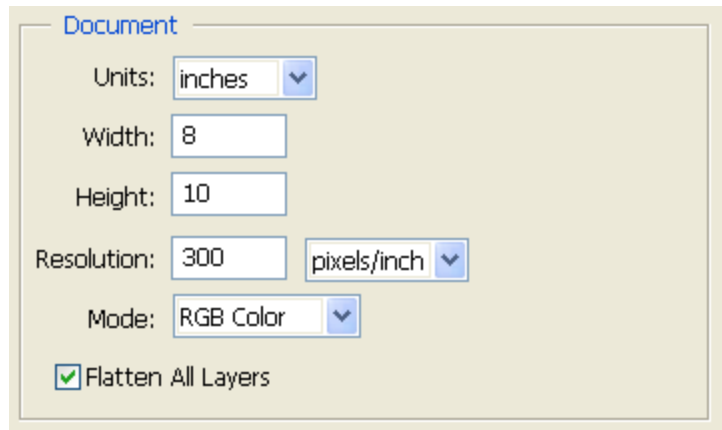 Document
Units: inches
Width: 8
Height: 10
Resolution: 300 pixels/inch
Mode: RGB Color
Flatten All Layers